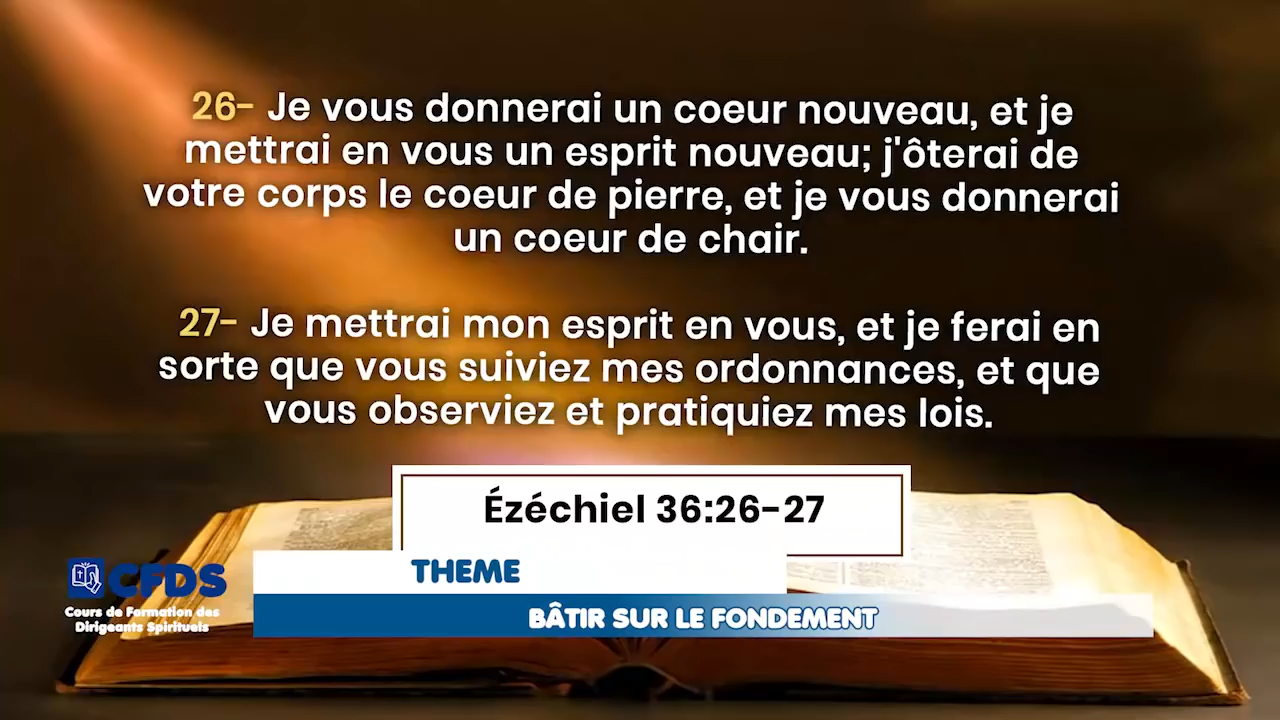 26- Je vous donnerai un coeur nouveau, et je
mettrai en vous un esprit nouveau; j'ôterai de
votre corps le coeur de pierre, et je vous donnerai
un coeur de chair.
27- Je mettrai mon esprit en vous, et je ferai en
sorte que vous suiviez mes ordonnances, et que
vous observiez et pratiquiez mes lois.
Ézéchiel 36:26-27
THEME
BÂTIR SUR LE FONDEMENT
CFDS
Cours de Formation des
Dirigeants Spirituels